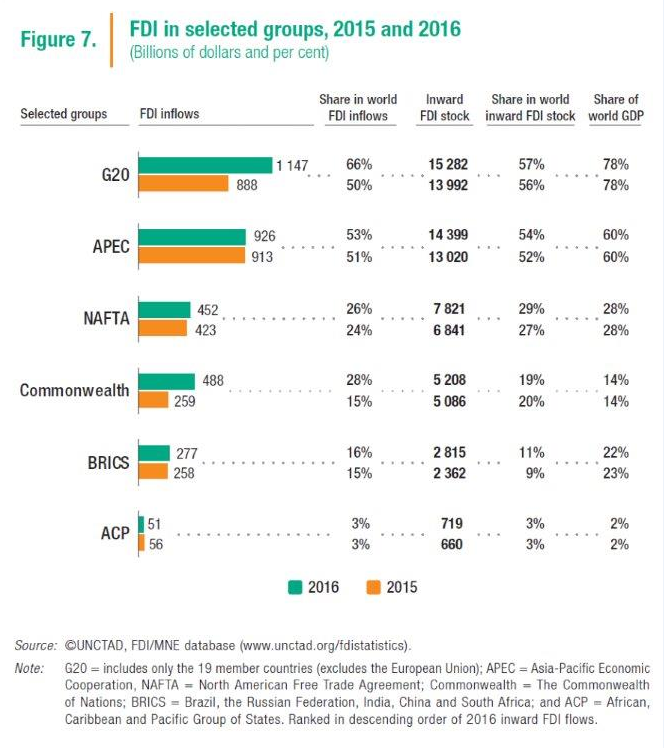 Figure 7.
FDI in selected groups, 2015 and 2016
(Billions of dollars and per cent)
Selected groups
FDI inflows
Share in world
FDI inflows
Inward
FDI stock
Share in world
inward FDI stock
Share of
world GDP
G20
1 147 66% 15 282 57% 78%
888 50% 13 992 56% 78%
APEC
926 53% 14 399 54% 60%
913 51% 13 020 52% 60%
NAFTA
452 26% 7 821 29% 28%
423 24% 6 841 27% 28%
Commonwealth
488 28% 5 208 19% 14%
259 15% 5 086 20% 14%
BRICS
277 16% 2 815 11% 22%
258 15% 2 362 9% 23%
ACP
51 3% 719 3% 2%
56 3% 660 3% 2%
2016 2015
Source: ©UNCTAD, FDI/MNE database (www.unctad.org/fdistatistics).
Note: G20 = includes only the 19 member countries (excludes the European Union); APEC = Asia-Pacific Economic
Cooperation, NAFTA = North American Free Trade Agreement; Commonwealth = The Commonwealth
of Nations; BRICS = Brazil, the Russian Federation, India, China and South Africa; and ACP = African,
Caribbean and Pacific Group of States. Ranked in descending order of 2016 inward FDI flows.